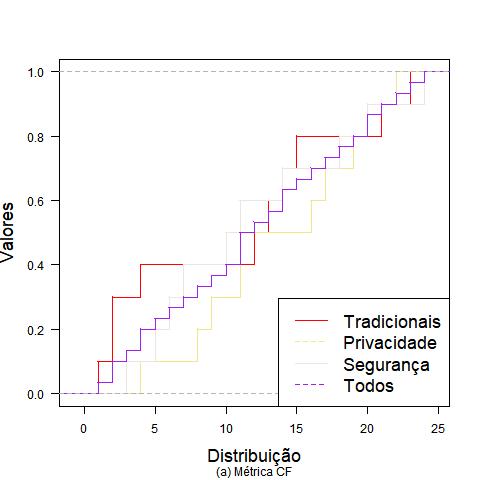 1.0
0.8
0.6
0.4
0.2
0.0
Valores
Tradicionais
Privacidade
Segurança
Todos
0 5 10 15 20 25
Distribuição
(a) Métrica CF